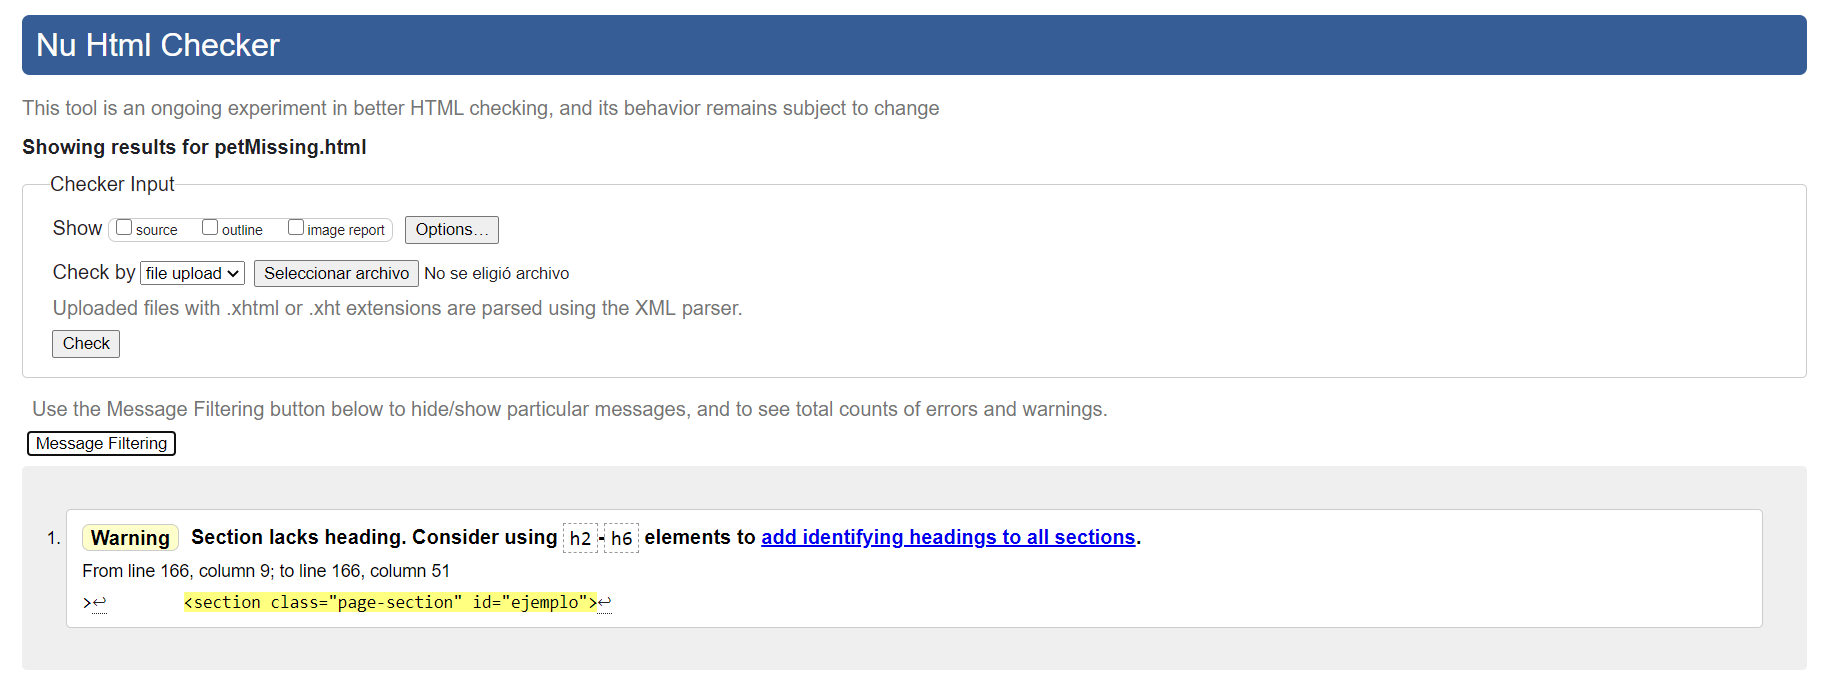 Nu Html Checker
This tool is an ongoing experiment in better HTML checking, and its behavior remains subject to change
Showing results for petMissing.html
Checker Input
Show source outline image report Options...
Check by file upload Seleccionar archivo No se eligió archivo
Uploaded files with .xhtml or .xht extensions are parsed using the XML parser.
Check
Use the Message Filtering button below to hide/show particular messages, and to see total counts of errors and warnings.
Message Filtering
1. Warning Section lacks heading. Consider using h2-h6 elements to add identifying headings to all sections.
From line 166, column 9; to line 166, column 51
>↩ <section class="page-section" id="ejemplo">↩